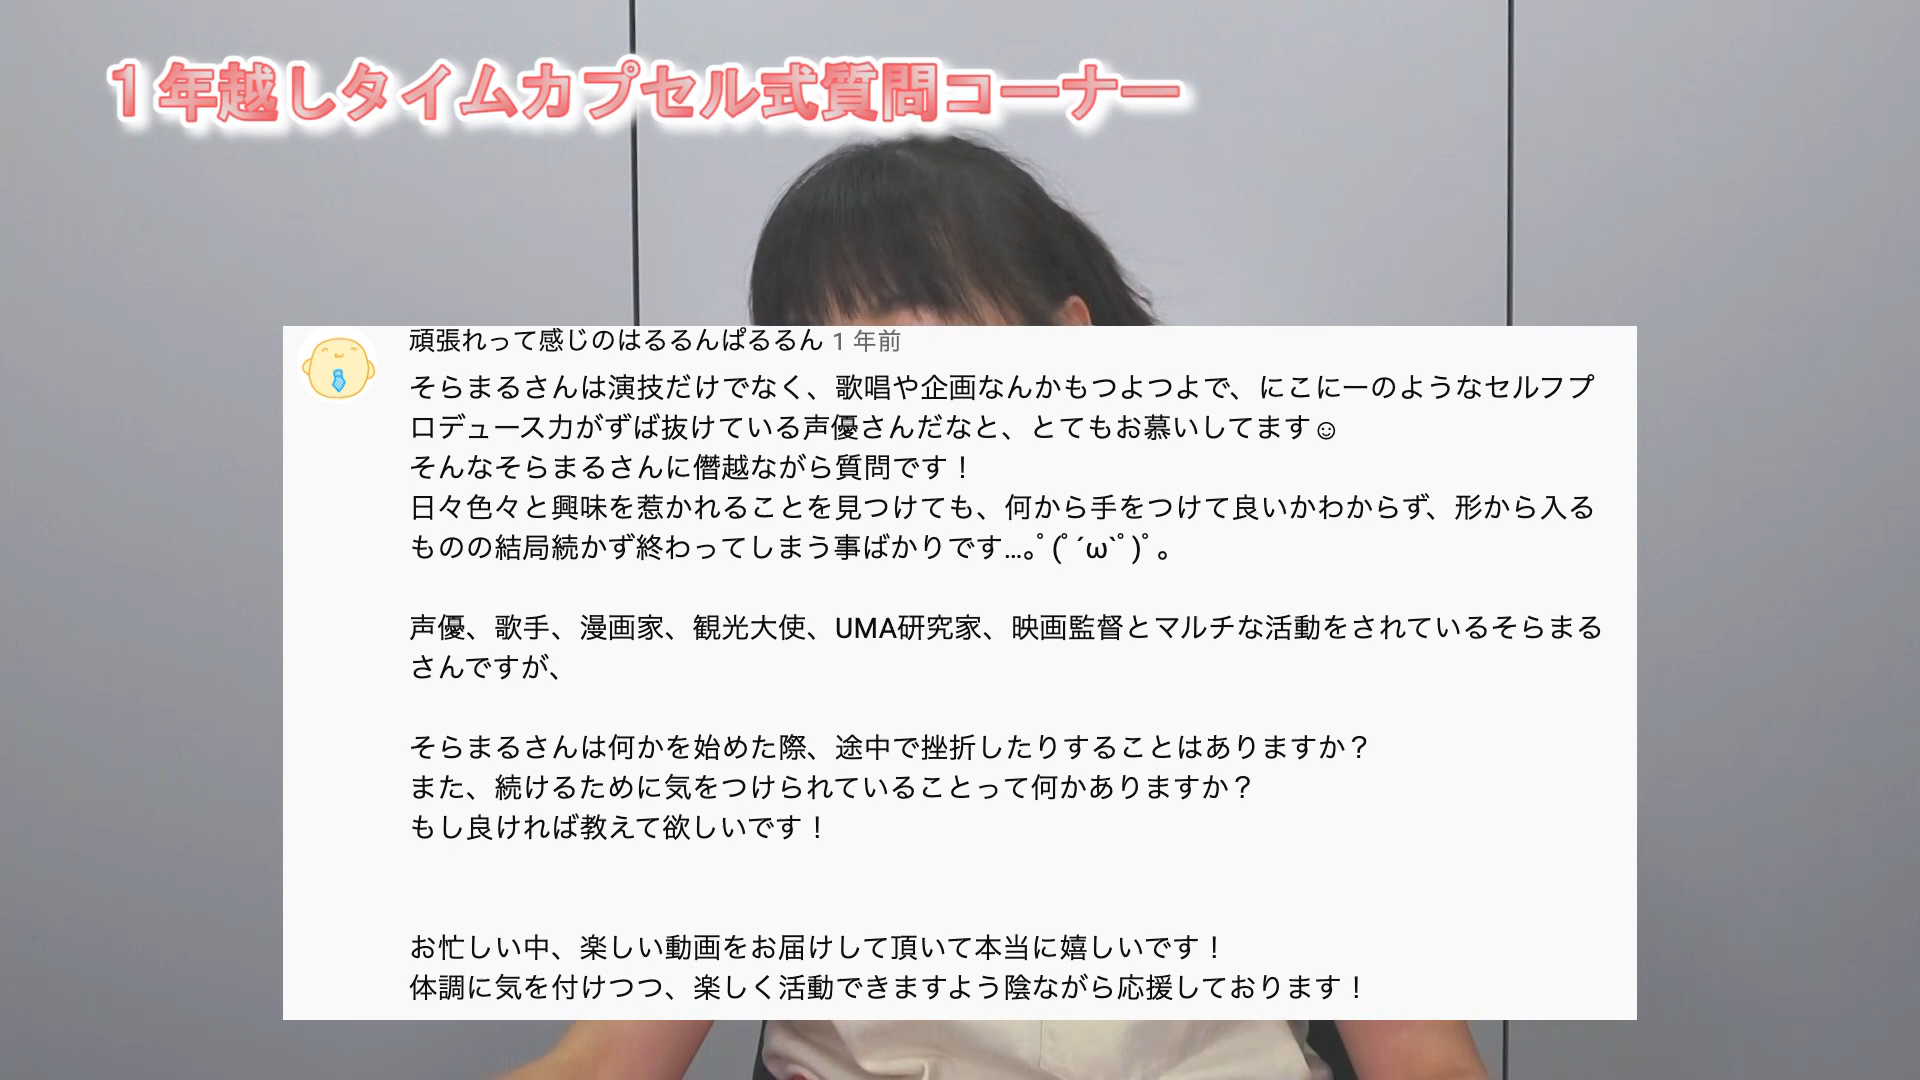 1年越しタイムカプセル式質問コーナー
頑張れって感じのはるるんぱるるん 1 年前
そらまるさんは演技だけでなく、歌唱や企画なんかもつよつよで、にこにーのようなセルフプ
ロデュース力がずば抜けている声優さんだなと、とてもお慕いしてます☺
そんなそらまるさんに僭越ながら質問です！
日々色々と興味を惹かれることを見つけても、何から手をつけて良いかわからず、形から入る
ものの結局続かず終わってしまう事ばかりです...｡ﾟ(ﾟ´ω`ﾟ)ﾟ｡
声優、歌手、漫画家、観光大使、UMA研究家、映画監督とマルチな活動をされているそらまる
さんですが、
そらまるさんは何かを始めた際、途中で挫折したりすることはありますか？
また、続けるために気をつけられていることって何かありますか？
もし良ければ教えて欲しいです！
お忙しい中、楽しい動画をお届けして頂いて本当に嬉しいです！
体調に気を付けつつ、楽しく活動できますよう陰ながら応援しております！